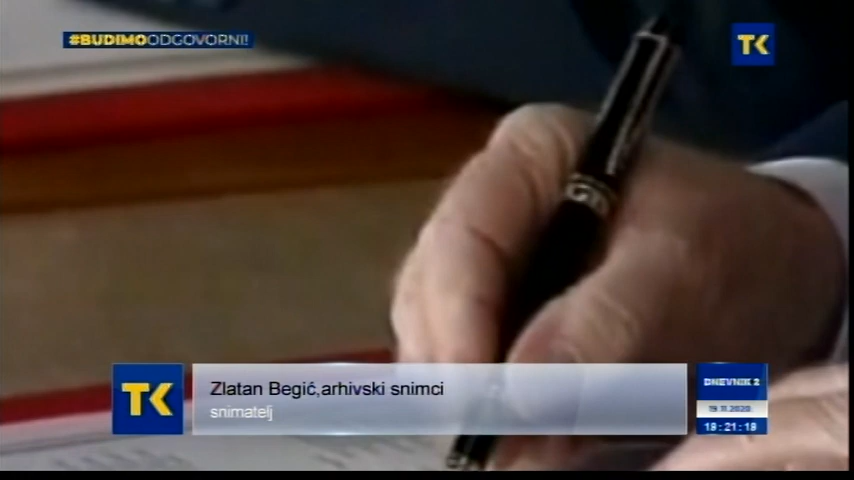 #BUDIMOODGOVORNI!
TK
TK
Zlatan Begić,arhivski snimci
snimatelj
DNEVNIK 2
19.11.2020
19:21:19